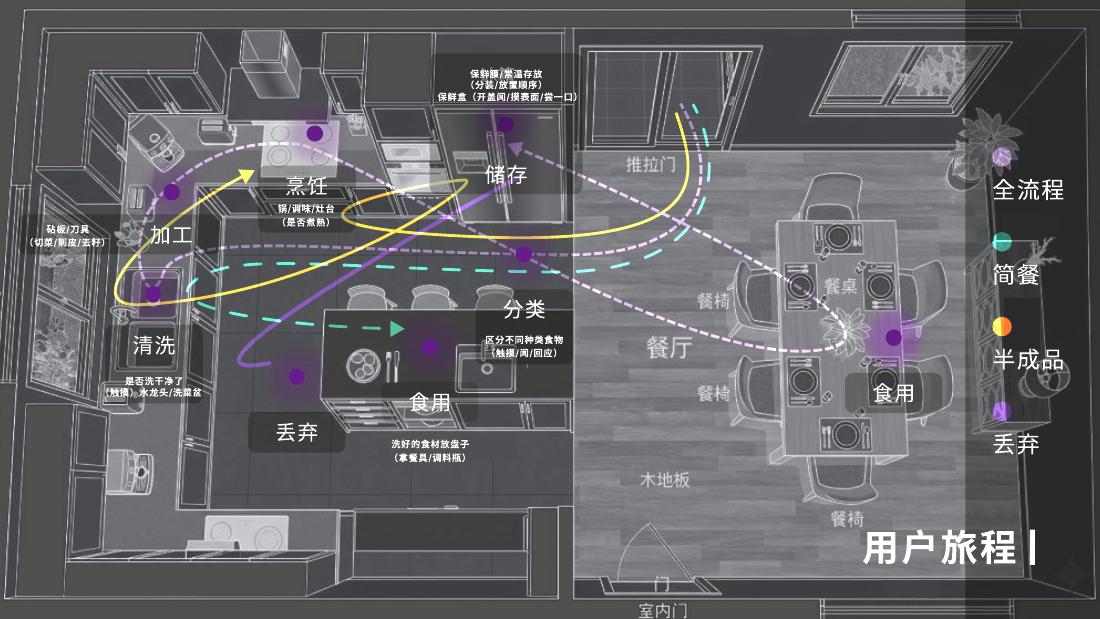 保鲜膜/常温存放
（分装/放置顺序）
保鲜盒（开盖闻/摸表面/尝一口）
储存
推拉门
烹饪
锅/调味/灶台
（是否煮熟）
全流程
砧板/刀具
（切菜/削皮/去籽）
加工
简餐
餐椅
餐桌
分类
区分不同种类食物
（触摸/闻/回应）
清洗
餐厅
半成品
是否洗干净了
（触摸）水龙头/洗菜盆
餐椅
食用
食用
丢弃
丢弃
洗好的食材放盘子
（拿餐具/调料瓶）
木地板
餐椅
用户旅程
门
室内门